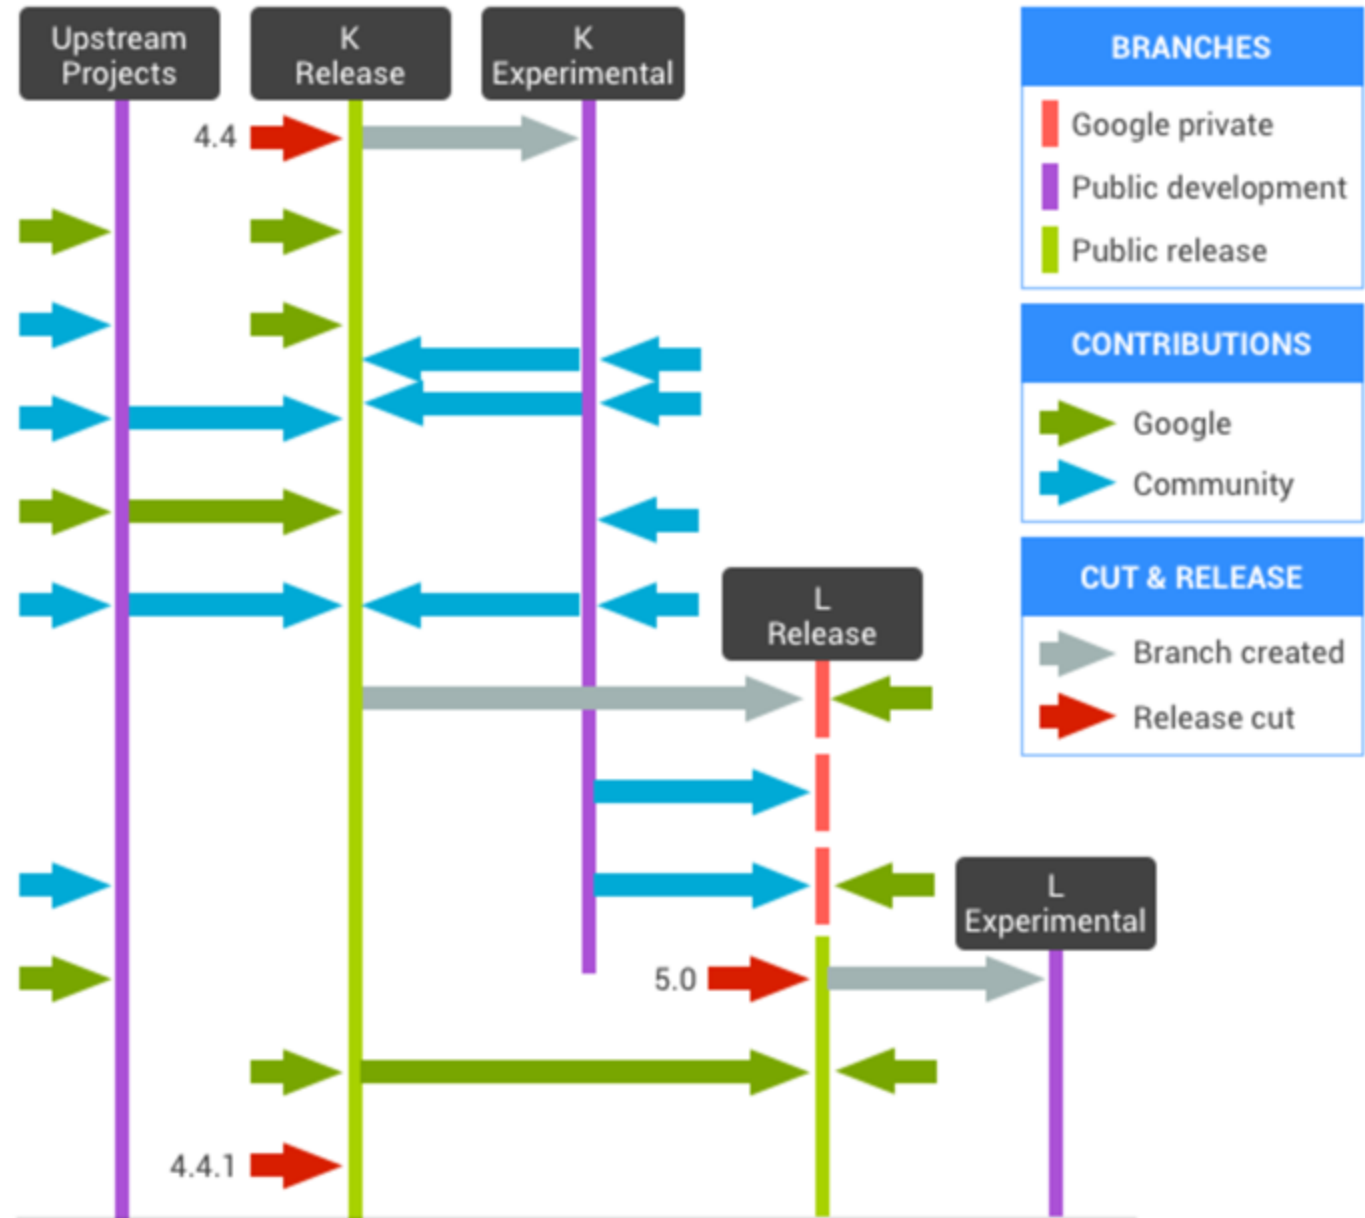 Upstream
Projects
K
Release
K
Experimental
4.4
L
Release
L
Experimental
5.0
4.4.1
BRANCHES
Google private
Public development
Public release
CONTRIBUTIONS
Google
Community
CUT & RELEASE
Branch created
Release cut